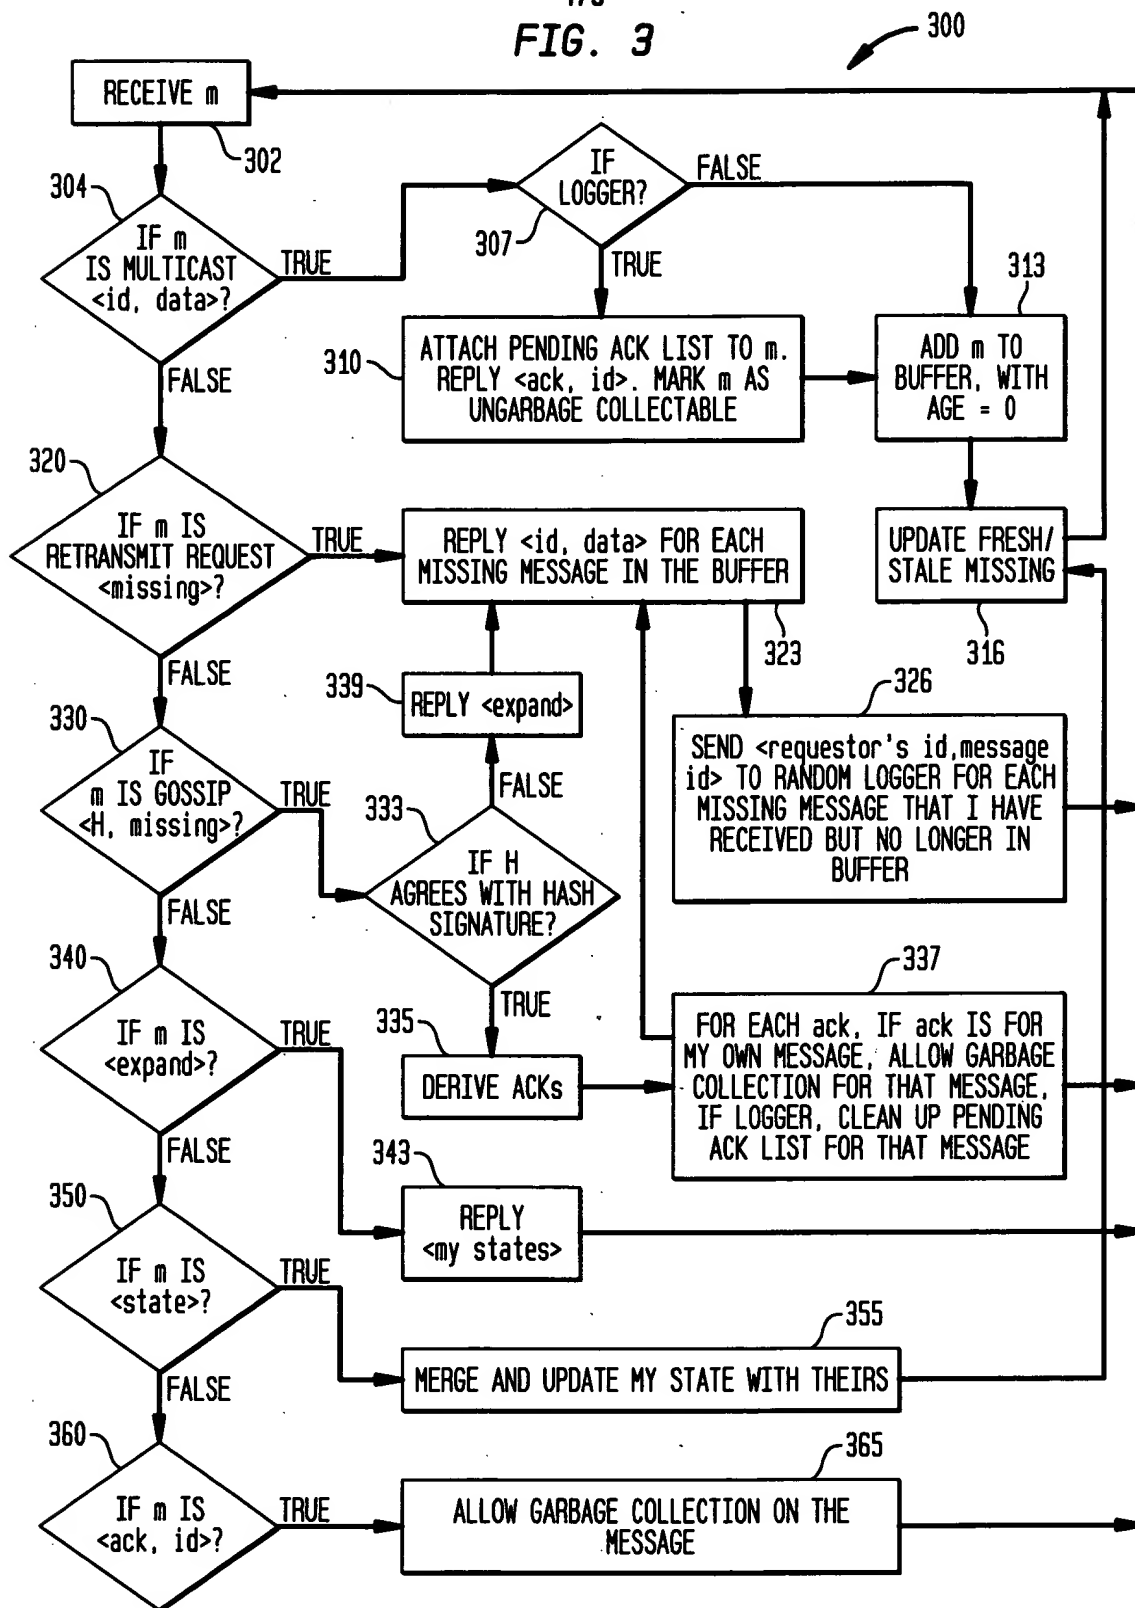 FIG. 3
300
RECEIVE m
302
304
IF m
IS MULTICAST
<id, data>?
TRUE
FALSE
IF
LOGGER?
307
FALSE
TRUE
310
ATTACH PENDING ACK LIST TO m.
REPLY <ack, id>. MARK m AS
UNGARBAGE COLLECTABLE
313
ADD m TO
BUFFER, WITH
AGE = 0
320
IF m IS
RETRANSMIT REQUEST
<missing>?
TRUE
FALSE
REPLY <id, data> FOR EACH
MISSING MESSAGE IN THE BUFFER
323
UPDATE FRESH/
STALE MISSING
316
339
REPLY <expand>
326
SEND <requestor's id,message
id> TO RANDOM LOGGER FOR EACH
MISSING MESSAGE THAT I HAVE
RECEIVED BUT NO LONGER IN
BUFFER
330
IF
m IS GOSSIP
<H, missing>?
TRUE
FALSE
333
FALSE
IF H
AGREES WITH HASH
SIGNATURE?
TRUE
335
DERIVE ACKs
337
FOR EACH ack, IF ack IS FOR
MY OWN MESSAGE, ALLOW GARBAGE
COLLECTION FOR THAT MESSAGE,
IF LOGGER, CLEAN UP PENDING
ACK LIST FOR THAT MESSAGE
340
IF m IS
<expand>?
TRUE
FALSE
343
REPLY
<my states>
350
IF m IS
<state>?
TRUE
FALSE
355
MERGE AND UPDATE MY STATE WITH THEIRS
360
IF m IS
<ack, id>?
TRUE
365
ALLOW GARBAGE COLLECTION ON THE
MESSAGE